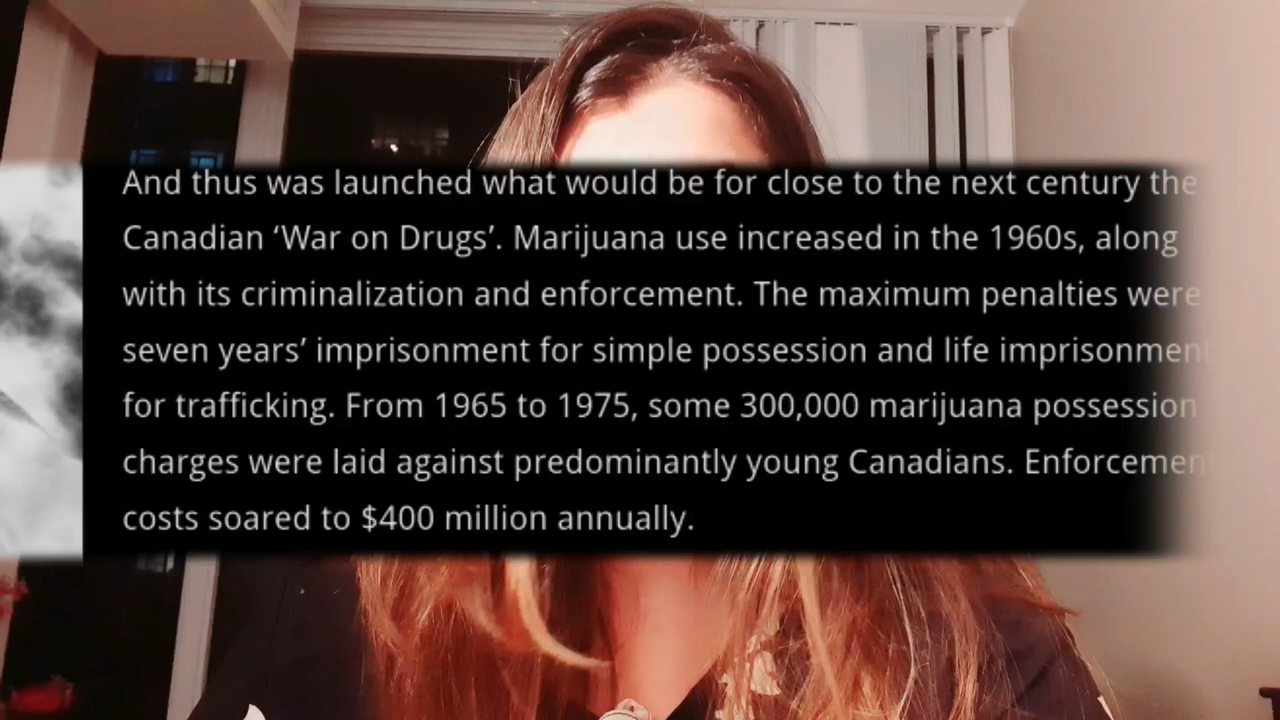 And thus was launched what would be for close to the next century the
Canadian ‘War on Drugs’. Marijuana use increased in the 1960s, along
with its criminalization and enforcement. The maximum penalties were
seven years’ imprisonment for simple possession and life imprisonment
for trafficking. From 1965 to 1975, some 300,000 marijuana possession
charges were laid against predominantly young Canadians. Enforcement
costs soared to $400 million annually.